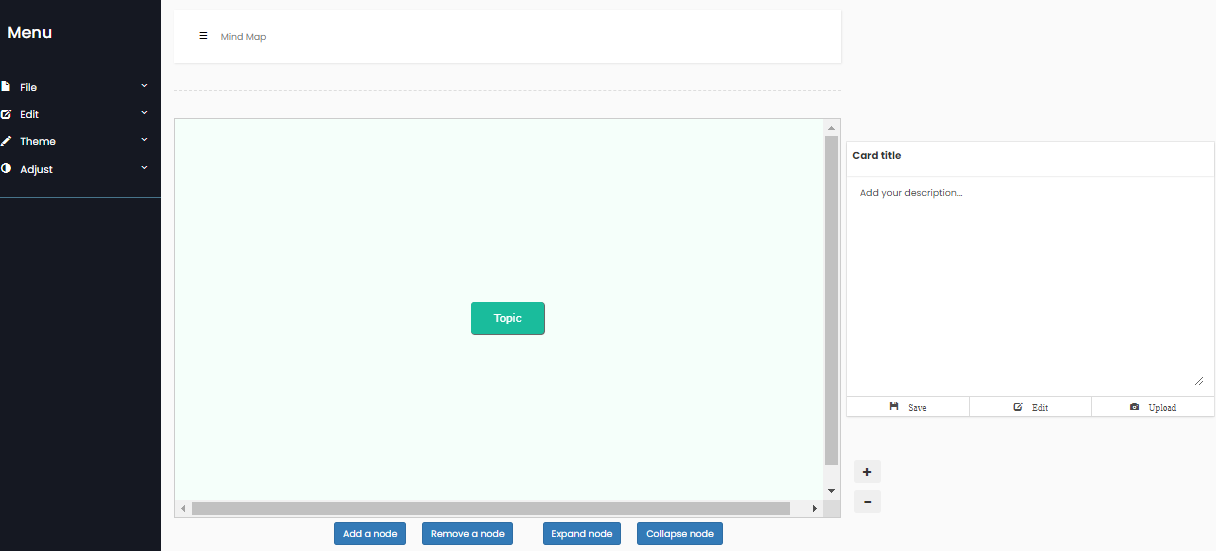 Menu
File
Edit
Theme
Adjust
Mind Map
Topic
Add a node
Remove a node
Expand node
Collapse node
Card title
Add your description...
Save
Edit
Upload
+
-